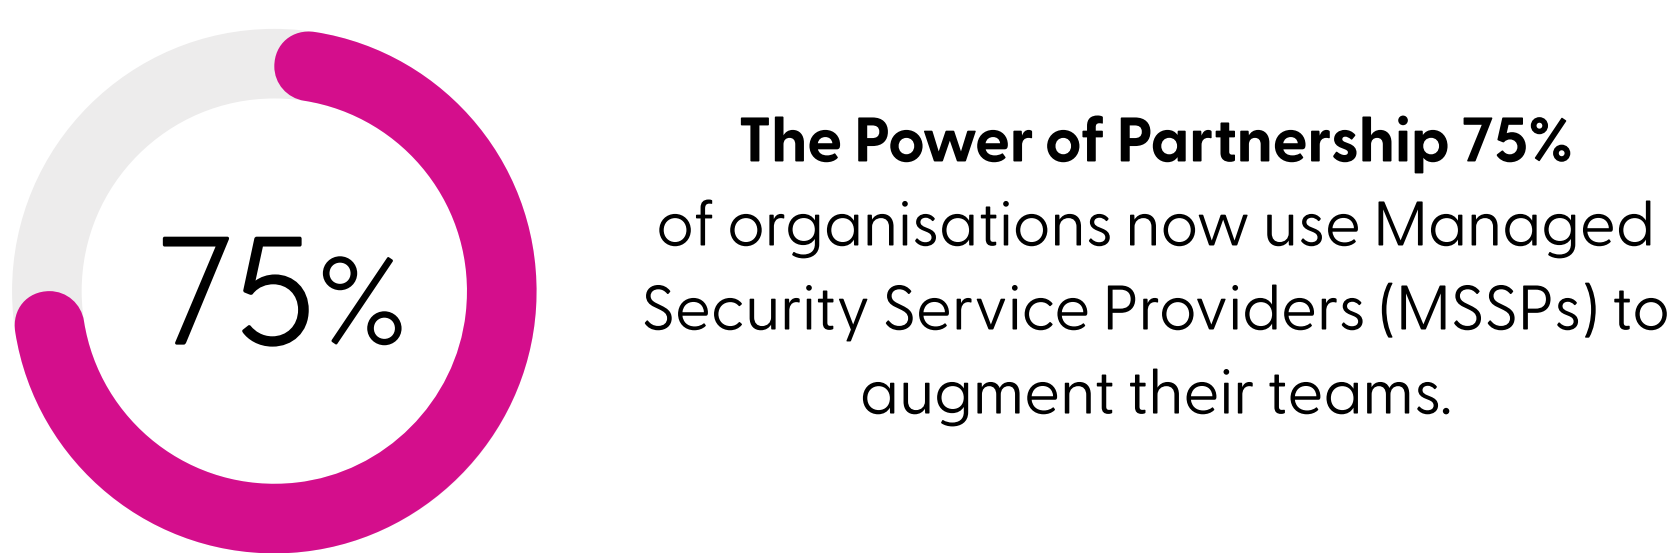 75%
The Power of Partnership 75%
of organisations now use Managed
Security Service Providers (MSSPs) to
augment their teams.